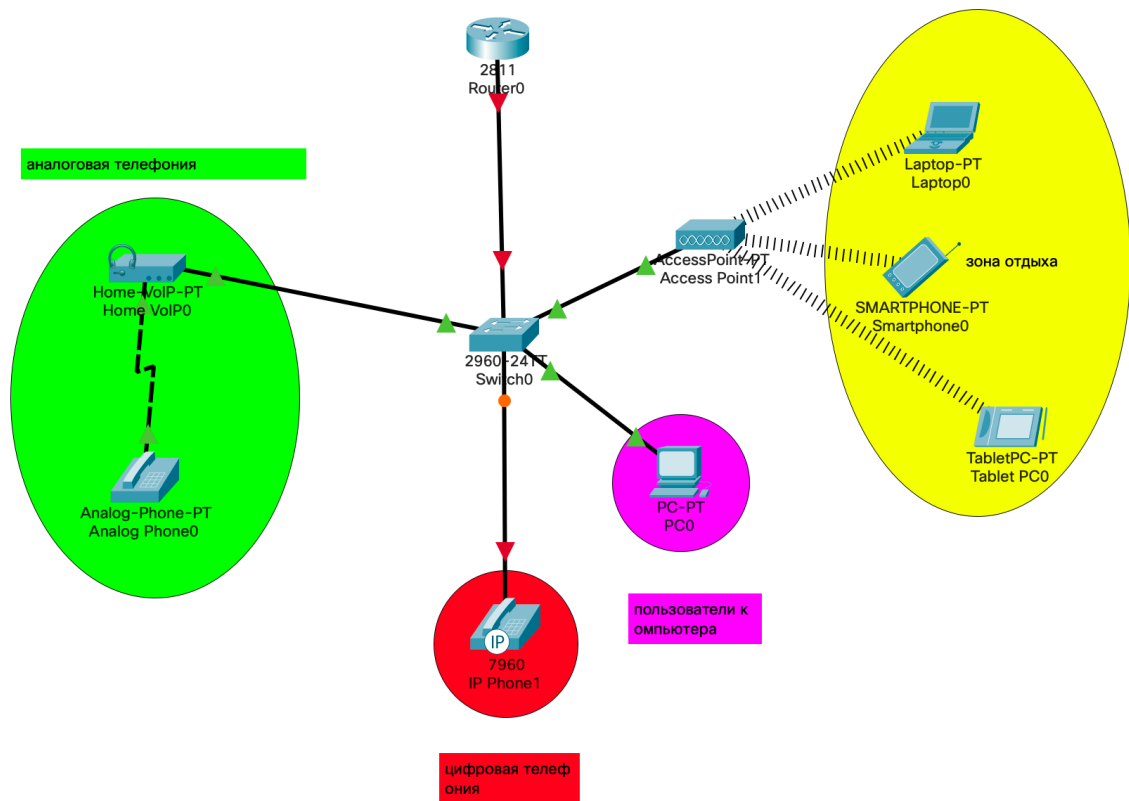 2811
Router0
аналоговая телефония
Laptop-PT
Laptop0
зона отдыха
AccessPoint-PT
Access Point1
Home-VoIP-PT
Home VoIP0
SMARTPHONE-PT
Smartphone0
2960-24TT
Switch0
TabletPC-PT
Tablet PC0
Analog-Phone-PT
Analog Phone0
PC-PT
PC0
пользователи к
омпьютера
IP
7960
IP Phone1
цифровая телеф
ония